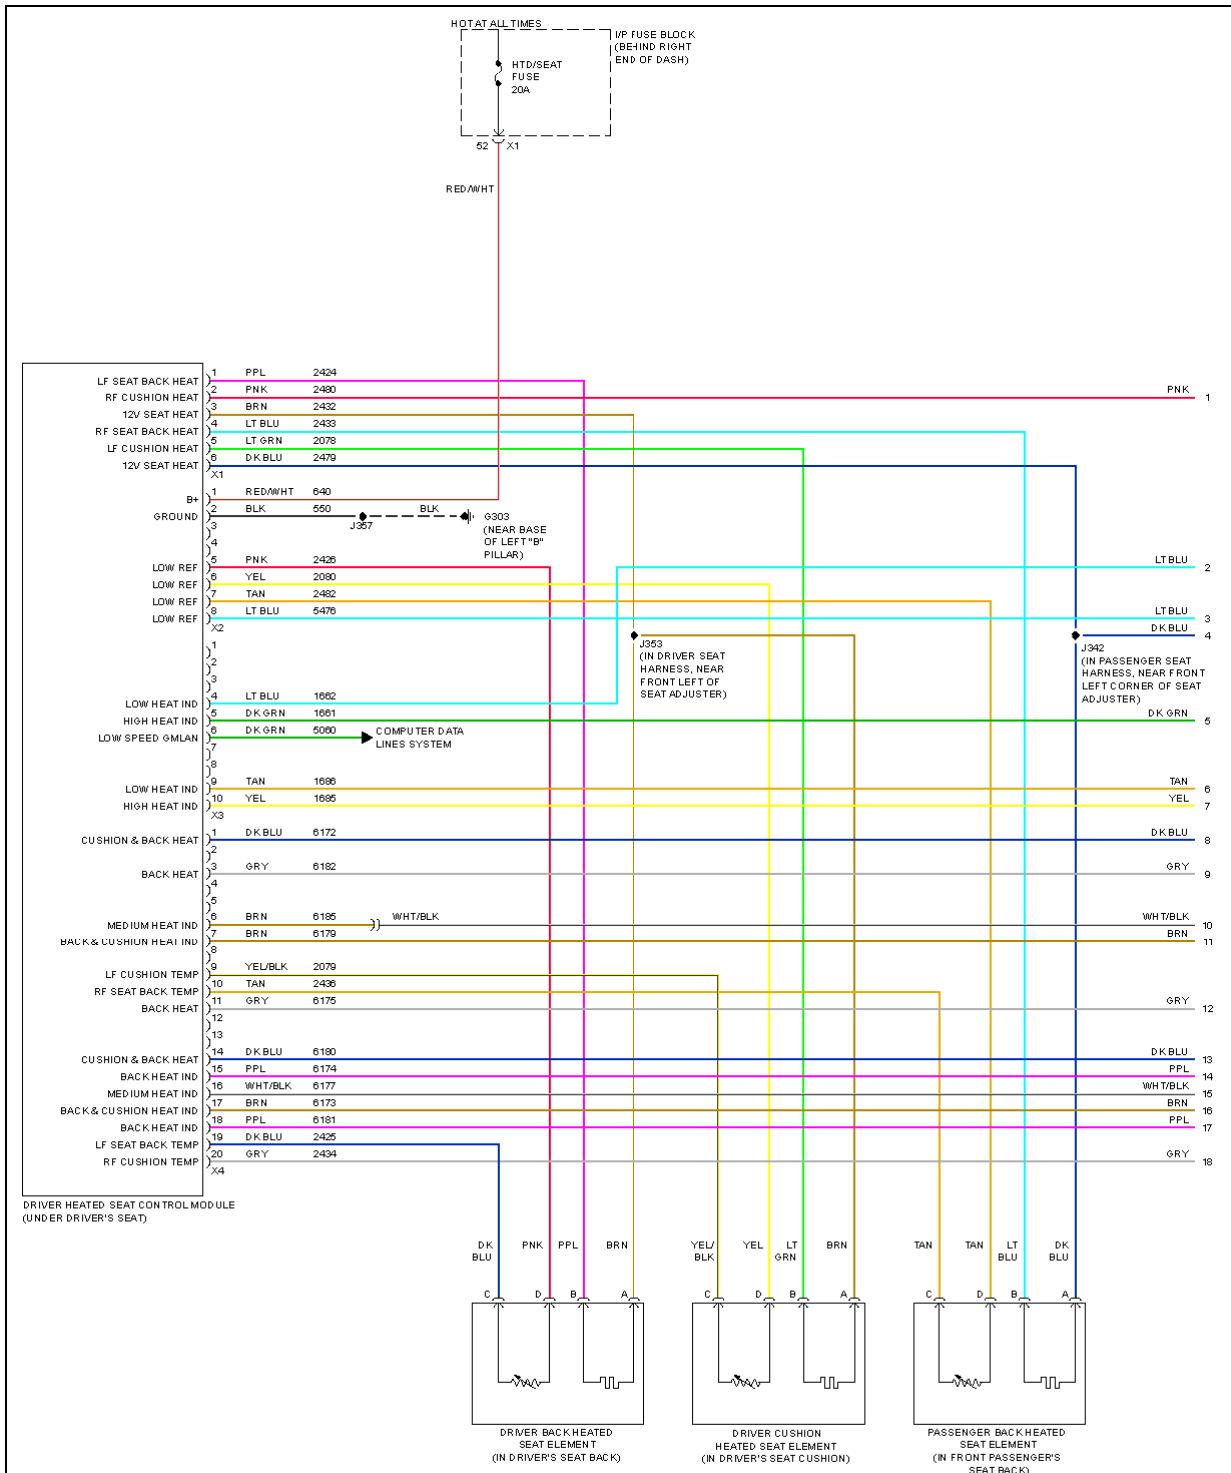 HOT AT ALL TIMES
I/P FUSE BLOCK
(BEHIND RIGHT
END OF DASH)
HTD/SEAT
FUSE
20A
52 X1
RED/WHT
LF SEAT BACK HEAT 1 PPL 2424
RF CUSHION HEAT 2 PNK 2480 PNK 1
12V SEAT HEAT 3 BRN 2432
RF SEAT BACK HEAT 4 LT BLU 2433
LF CUSHION HEAT 5 LT GRN 2078
12V SEAT HEAT 6 DK BLU 2479
X1
B+ 1 RED/WHT 640
GROUND 2 BLK 550 J357 BLK G303
(NEAR BASE
OF LEFT "B"
PILLAR)
3
4
LOW REF 5 PNK 2426 LT BLU 2
LOW REF 6 YEL 2080
LOW REF 7 TAN 2482
LOW REF 8 LT BLU 5476 LT BLU 3
X2
DK BLU 4
J353
(IN DRIVER SEAT
HARNESS, NEAR
FRONT LEFT OF
SEAT ADJUSTER)
J342
(IN PASSENGER SEAT
HARNESS, NEAR FRONT
LEFT CORNER OF SEAT
ADJUSTER)
1
2
3
LOW HEAT IND 4 LT BLU 1662
HIGH HEAT IND 5 DK GRN 1661 DK GRN 5
LOW SPEED GMLAN 6 DK GRN 5060 COMPUTER DATA
LINES SYSTEM
7
8
LOW HEAT IND 9 TAN 1686 TAN 6
HIGH HEAT IND 10 YEL 1685 YEL 7
X3
CUSHION & BACK HEAT 1 DK BLU 6172 DK BLU 8
2
BACK HEAT 3 GRY 6182 GRY 9
4
5
MEDIUM HEAT IND 6 BRN 6185 WHT/BLK WHT/BLK 10
BACK & CUSHION HEAT IND 7 BRN 6179 BRN 11
8
LF CUSHION TEMP 9 YEL/BLK 2079
RF SEAT BACK TEMP 10 TAN 2436
BACK HEAT 11 GRY 6175 GRY 12
12
13
CUSHION & BACK HEAT 14 DK BLU 6180 DK BLU 13
BACK HEAT IND 15 PPL 6174 PPL 14
MEDIUM HEAT IND 16 WHT/BLK 6177 WHT/BLK 15
BACK & CUSHION HEAT IND 17 BRN 6173 BRN 16
BACK HEAT IND 18 PPL 6181 PPL 17
LF SEAT BACK TEMP 19 DK BLU 2425
RF CUSHION TEMP 20 GRY 2434 GRY 18
X4
DRIVER HEATED SEAT CONTROL MODULE
(UNDER DRIVER'S SEAT)
DK BLU PNK PPL BRN YEL/BLK YEL LT GRN BRN TAN TAN LT BLU DK BLU
C D B A C D B A C D B A
DRIVER BACK HEATED
SEAT ELEMENT
(IN DRIVER'S SEAT BACK)
DRIVER CUSHION
HEATED SEAT ELEMENT
(IN DRIVER'S SEAT CUSHION)
PASSENGER BACK HEATED
SEAT ELEMENT
(IN FRONT PASSENGER'S
SEAT BACK)